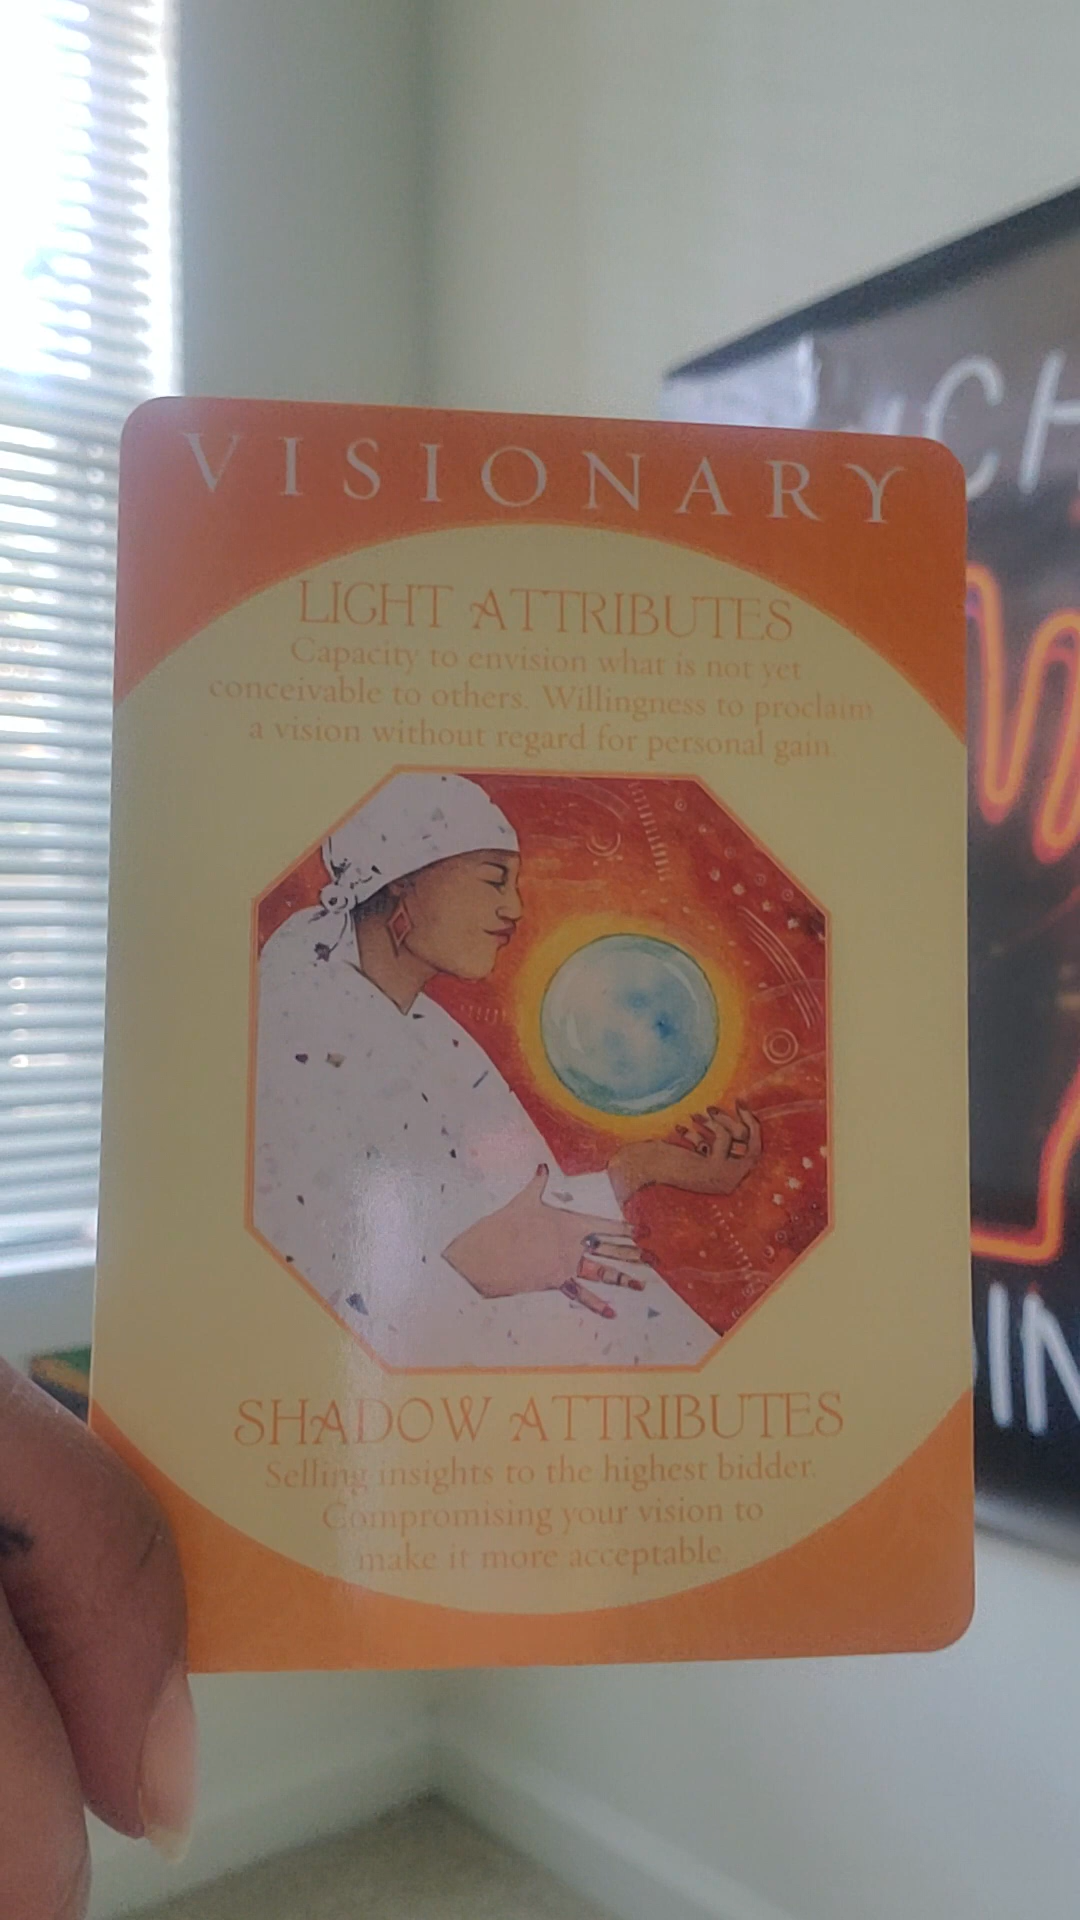 VISIONARY
LIGHT ATTRIBUTES
Capacity to envision what is not yet
conceivable to others. Willingness to proclaim
a vision without regard for personal gain.
SHADOW ATTRIBUTES
Selling insights to the highest bidder.
Compromising your vision to
make it more acceptable.